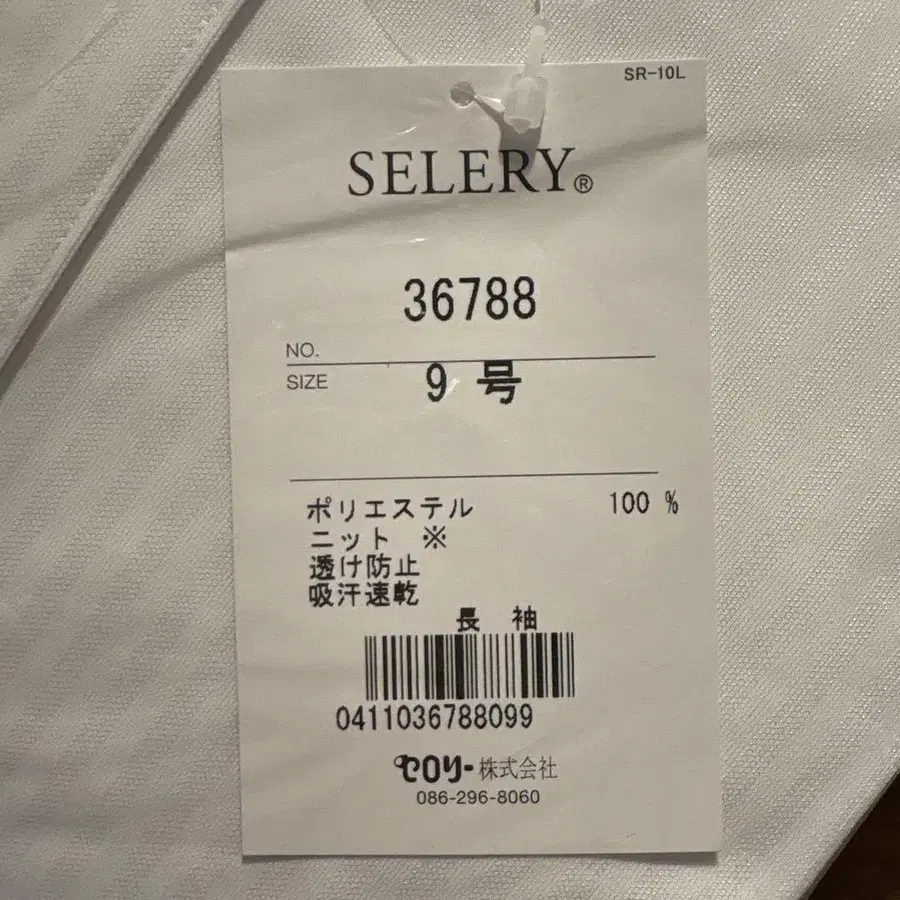 SR-10L
SELERY®
36788
NO.
SIZE 9 号
ポリエステル 100 %
ニット ※
透け防止
吸汗速乾
長 袖
0411036788099
セロリー株式会社
086-296-8060